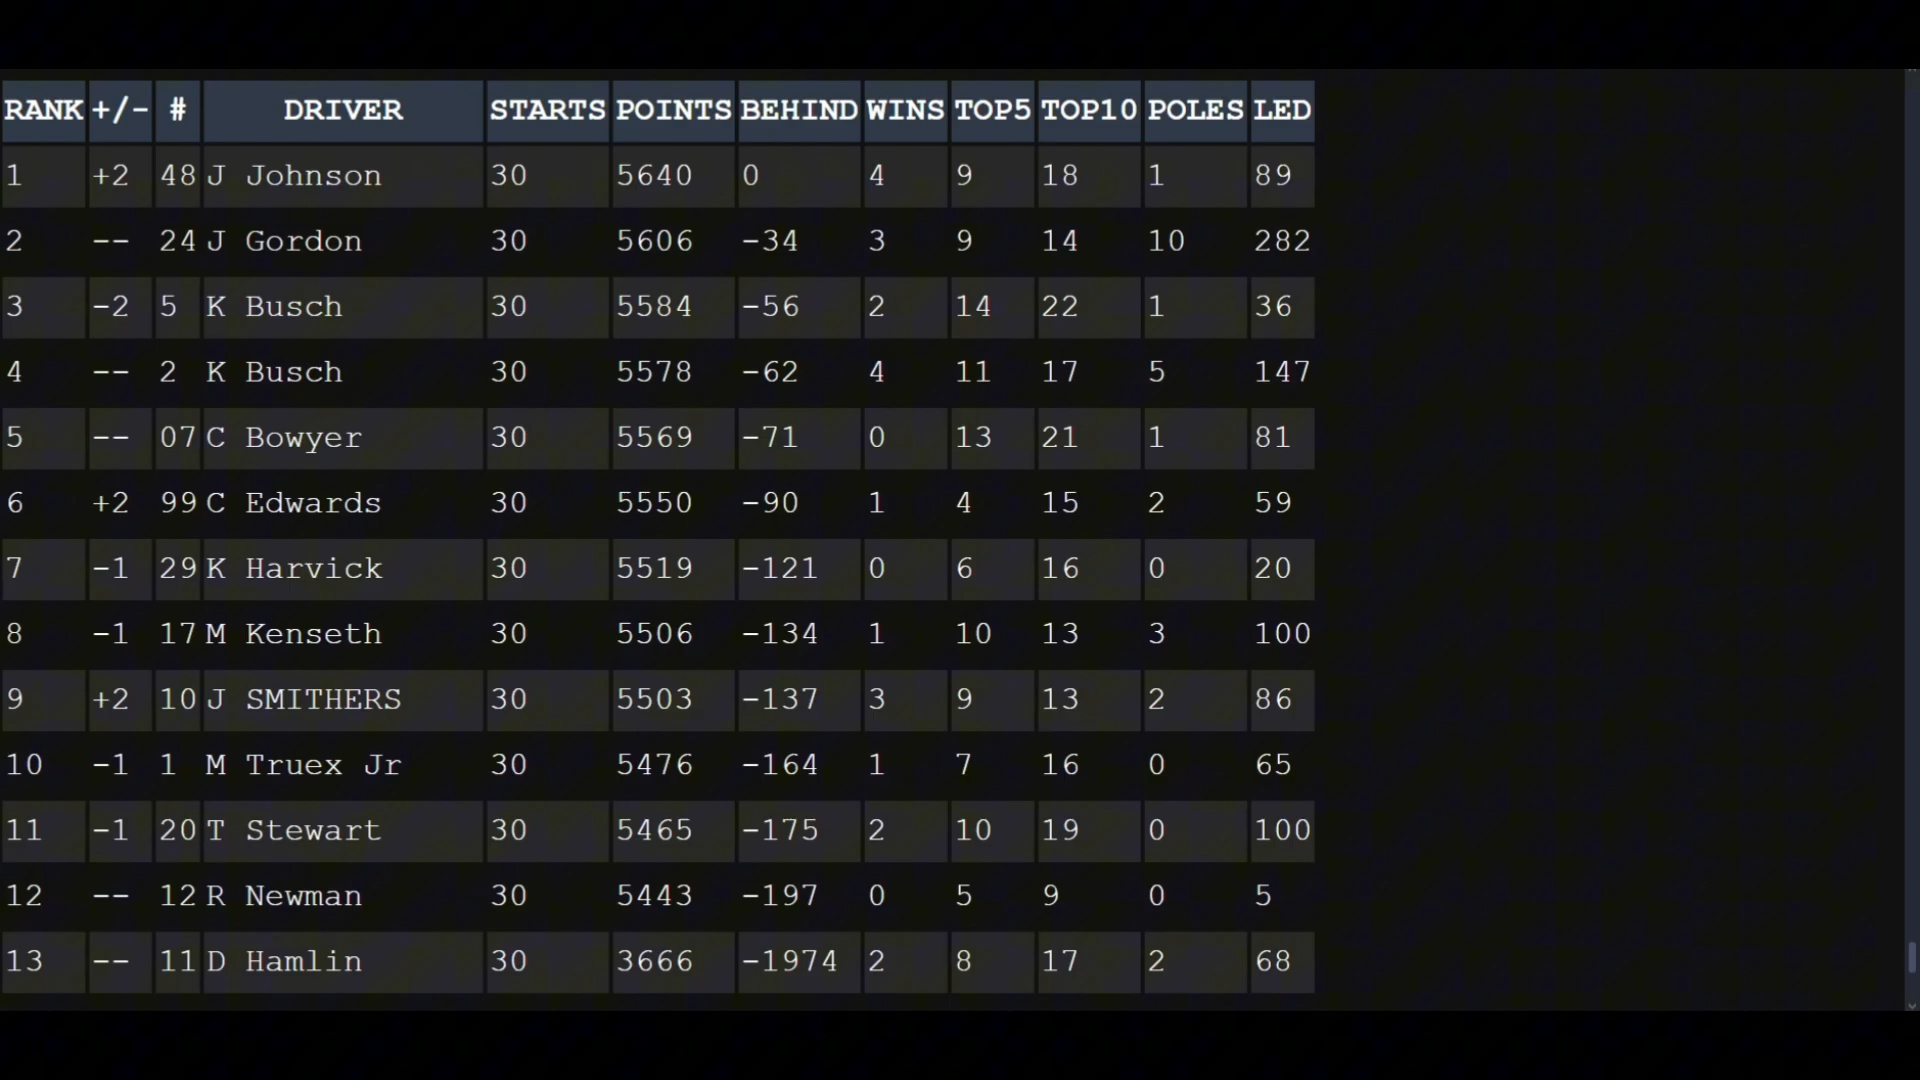 RANK +/- # DRIVER STARTS POINTS BEHIND WINS TOP5 TOP10 POLES LED
1 +2 48 J Johnson 30 5640 0 4 9 18 1 89
2 -- 24 J Gordon 30 5606 -34 3 9 14 10 282
3 -2 5 K Busch 30 5584 -56 2 14 22 1 36
4 -- 2 K Busch 30 5578 -62 4 11 17 5 147
5 -- 07 C Bowyer 30 5569 -71 0 13 21 1 81
6 +2 99 C Edwards 30 5550 -90 1 4 15 2 59
7 -1 29 K Harvick 30 5519 -121 0 6 16 0 20
8 -1 17 M Kenseth 30 5506 -134 1 10 13 3 100
9 +2 10 J SMITHERS 30 5503 -137 3 9 13 2 86
10 -1 1 M Truex Jr 30 5476 -164 1 7 16 0 65
11 -1 20 T Stewart 30 5465 -175 2 10 19 0 100
12 -- 12 R Newman 30 5443 -197 0 5 9 0 5
13 -- 11 D Hamlin 30 3666 -1974 2 8 17 2 68